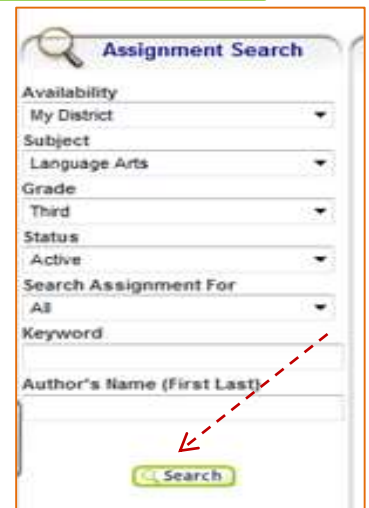 Assignment Search
Availability
My District
Subject
Language Arts
Grade
Third
Status
Active
Search Assignment For
All
Keyword
Author's Name (First Last)
Search